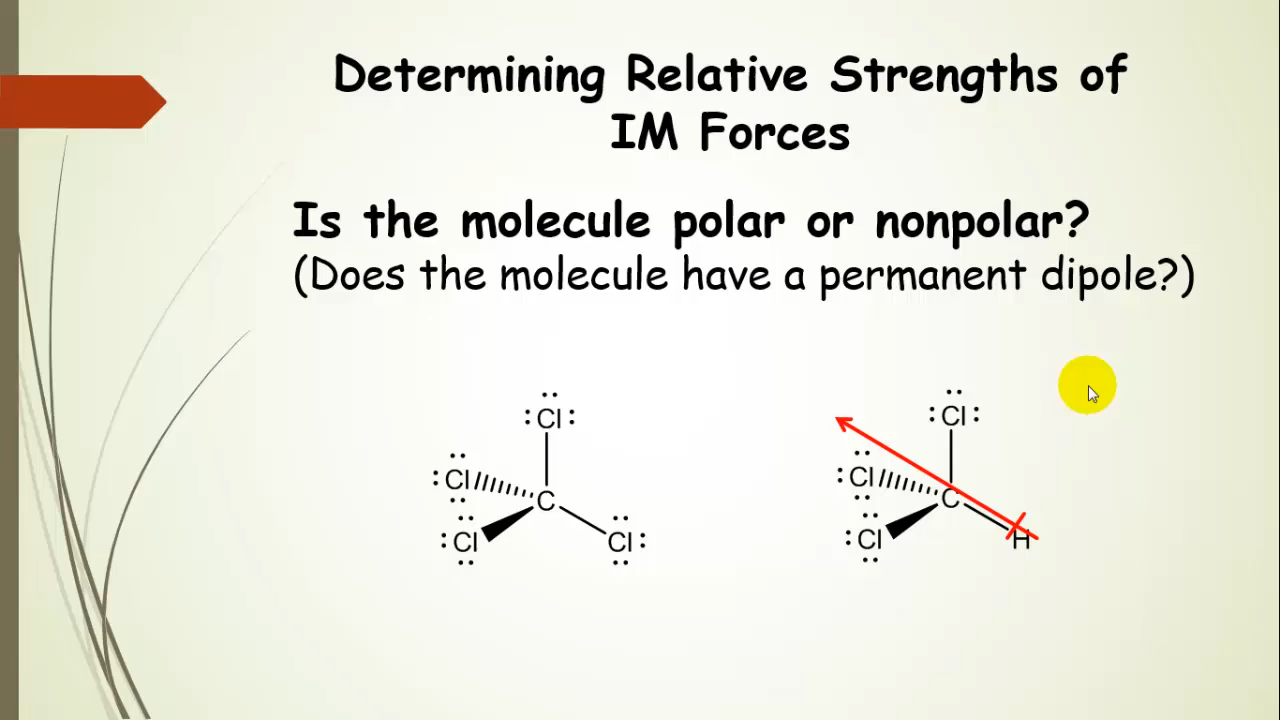 Determining Relative Strengths of
IM Forces
Is the molecule polar or nonpolar?
(Does the molecule have a permanent dipole?)
Cl Cl
Cl Cl
C C
Cl Cl Cl H